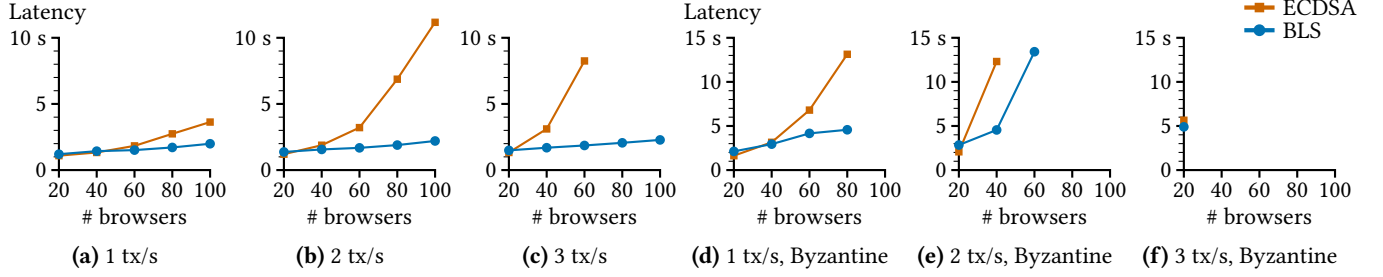 Latency
10 s
5
0
20 40 60 80 100
# browsers
(a) 1 tx/s
10 s
5
0
20 40 60 80 100
# browsers
(b) 2 tx/s
10 s
5
0
20 40 60 80 100
# browsers
(c) 3 tx/s
Latency
15 s
10
5
0
20 40 60 80 100
# browsers
(d) 1 tx/s, Byzantine
15 s
10
5
0
20 40 60 80 100
# browsers
(e) 2 tx/s, Byzantine
ECDSA
BLS
15 s
10
5
0
20 40 60 80 100
# browsers
(f) 3 tx/s, Byzantine